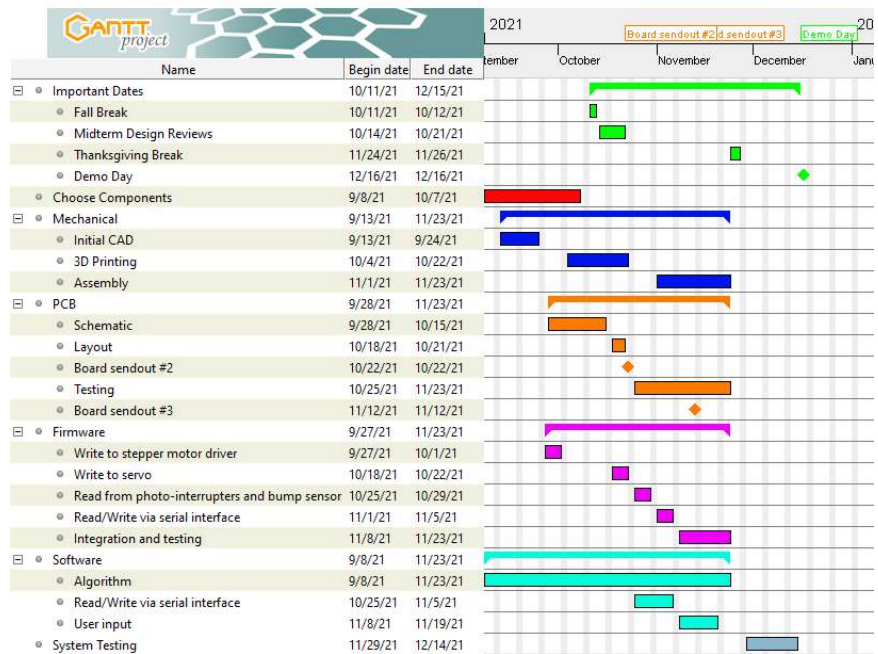 GANTT
project
2021
20
Board sendout #2
d sendout #3
Demo Day
Name Begin date End date
tember October November December Janu
Important Dates 10/11/21 12/15/21
Fall Break 10/11/21 10/12/21
Midterm Design Reviews 10/14/21 10/21/21
Thanksgiving Break 11/24/21 11/26/21
Demo Day 12/16/21 12/16/21
Choose Components 9/8/21 10/7/21
Mechanical 9/13/21 11/23/21
Initial CAD 9/13/21 9/24/21
3D Printing 10/4/21 10/22/21
Assembly 11/1/21 11/23/21
PCB 9/28/21 11/23/21
Schematic 9/28/21 10/15/21
Layout 10/18/21 10/21/21
Board sendout #2 10/22/21 10/22/21
Testing 10/25/21 11/23/21
Board sendout #3 11/12/21 11/12/21
Firmware 9/27/21 11/23/21
Write to stepper motor driver 9/27/21 10/1/21
Write to servo 10/18/21 10/22/21
Read from photo-interrupters and bump sensor 10/25/21 10/29/21
Read/Write via serial interface 11/1/21 11/5/21
Integration and testing 11/8/21 11/23/21
Software 9/8/21 11/23/21
Algorithm 9/8/21 11/23/21
Read/Write via serial interface 10/25/21 11/5/21
User input 11/8/21 11/19/21
System Testing 11/29/21 12/14/21